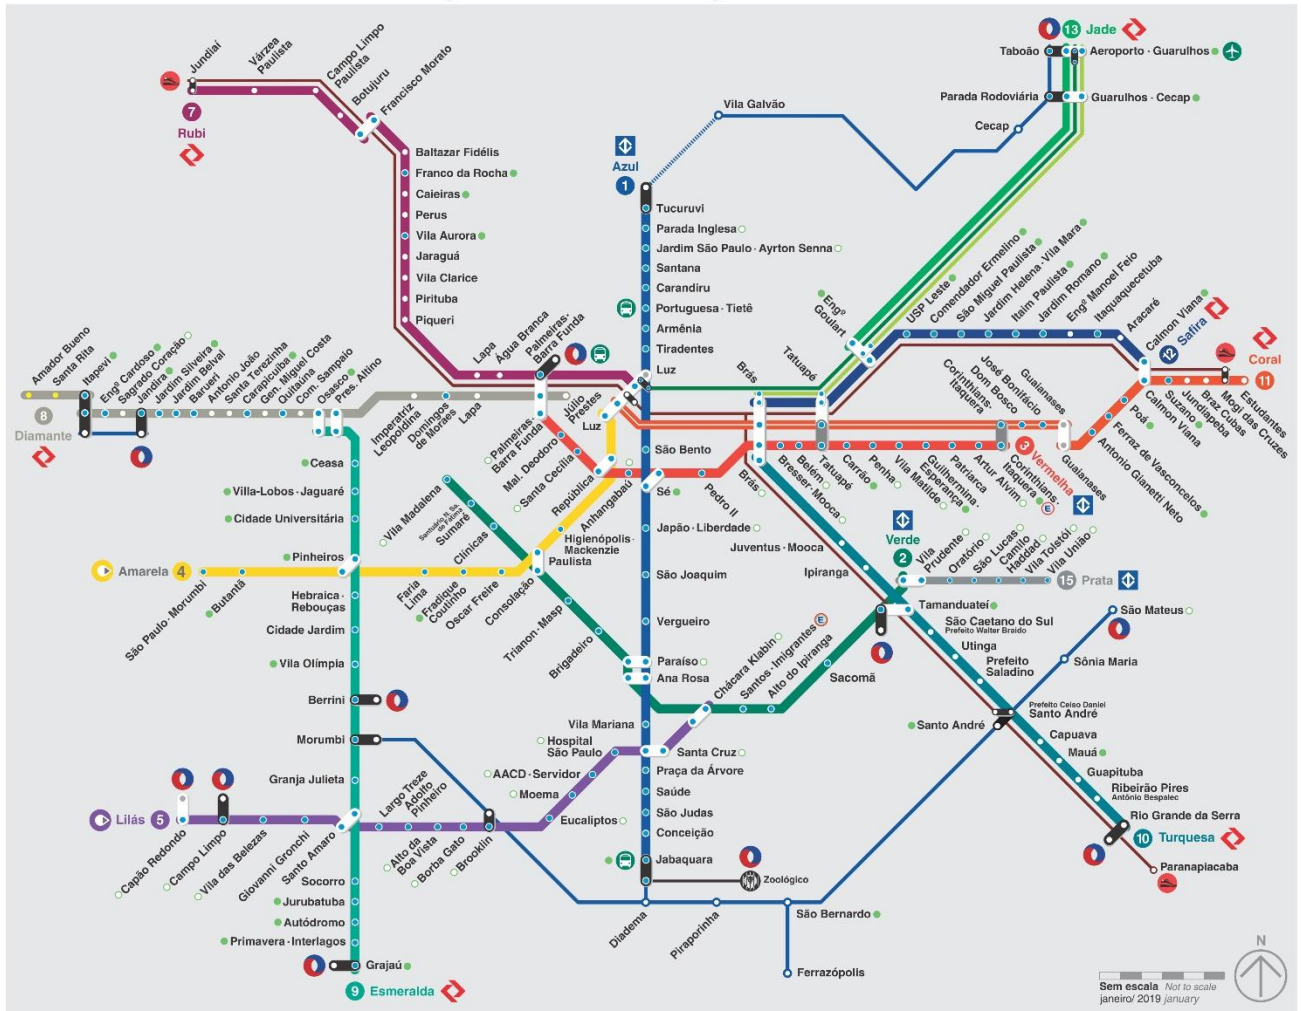 13 Jade
Taboão
Aeroporto · Guarulhos
Parada Rodoviária
Guarulhos · Cecap
Cecap
Vila Galvão
Jundiaí
Várzea
Paulista
Campo Limpo
Paulista
Botujuru
Francisco Morato
7
Rubi
Baltazar Fidélis
Franco da Rocha
Caieiras
Perus
Vila Aurora
Jaraguá
Vila Clarice
Pirituba
Piqueri
Lapa
Água Branca
Palmeiras-
Barra Funda
Azul
1
Tucuruvi
Parada Inglesa
Jardim São Paulo · Ayrton Senna
Santana
Carandiru
Portuguesa · Tietê
Armênia
Tiradentes
Luz
São Bento
Sé
Japão · Liberdade
São Joaquim
Vergueiro
Paraíso
Ana Rosa
Vila Mariana
Santa Cruz
Praça da Árvore
Saúde
São Judas
Conceição
Jabaquara
Zoológico
Diadema
Piraporinha
São Bernardo
Ferrazópolis
Engº
Goulart
USP Leste
Comendador Ermelino
São Miguel Paulista
Jardim Helena · Vila Mara
Itaim Paulista
Jardim Romano
Engº Manoel Feio
Itaquaquecetuba
Aracaré
Calmon Viana
12
Safira
Coral
11
Brás
Tatuapé
Corinthians-
Itaquera
Dom Bosco
José Bonifácio
Guaianases
Guaianases
Antonio Gianetti Neto
Ferraz de Vasconcelos
Poá
Calmon Viana
Suzano
Jundiapeba
Braz Cubas
Mogi das Cruzes
Estudantes
Amador Bueno
Santa Rita
Itapevi
Engº Cardoso
Sagrado Coração
Jandira
Jardim Silveira
Jardim Belval
Barueri
Antonio João
Santa Terezinha
Carapicuíba
Gen. Miguel Costa
Quitaúna
Com. Sampaio
Osasco
Pres. Altino
8
Diamante
Imperatriz
Leopoldina
Domingos
de Moraes
Lapa
Palmeiras
Barra Funda
Júlio
Prestes
Luz
Mal. Deodoro
Santa Cecília
República
Anhangabaú
Pedro II
Brás
Bresser-Mooca
Belém
Tatuapé
Carrão
Penha
Vila
Matilde
Guilhermina ·
Esperança
Patriarca
Artur
Alvim
Corinthians-
Itaquera
E
3 Vermelha
Ceasa
Villa-Lobos · Jaguaré
Cidade Universitária
Pinheiros
Hebraica ·
Rebouças
Cidade Jardim
Vila Olímpia
Berrini
Morumbi
Granja Julieta
Santo Amaro
Socorro
Jurubatuba
Autódromo
Primavera · Interlagos
Grajaú
9 Esmeralda
Amarela 4
São Paulo · Morumbi
Butantã
Faria
Lima
Fradique
Coutinho
Oscar Freire
Paulista
Higienópolis ·
Mackenzie
Vila Madalena
Santuário N. Sa.
de Fátima
Sumaré
Clínicas
Consolação
Trianon · Masp
Brigadeiro
Chácara Klabin
Santos · Imigrantes
E
Alto do Ipiranga
Sacomã
Verde
2
Vila
Prudente
Oratório
São Lucas
Camilo
Haddad
Vila Tolstói
Vila União
15 Prata
Juventus · Mooca
Ipiranga
Tamanduateí
São Caetano do Sul
Prefeito Walter Braido
Utinga
Prefeito
Saladino
Prefeito Celso Daniel
Santo André
Santo André
Sônia Maria
São Mateus
Capuava
Mauá
Guapituba
Ribeirão Pires
Antônio Bespalec
Rio Grande da Serra
10 Turquesa
Paranapiacaba
Lilás 5
Capão Redondo
Campo Limpo
Vila das Belezas
Giovanni Gronchi
Largo Treze
Adolfo
Pinheiro
Alto da
Boa Vista
Borba Gato
Brooklin
Eucaliptos
Moema
AACD · Servidor
Hospital
São Paulo
N
Sem escala Not to scale
janeiro/ 2019 january